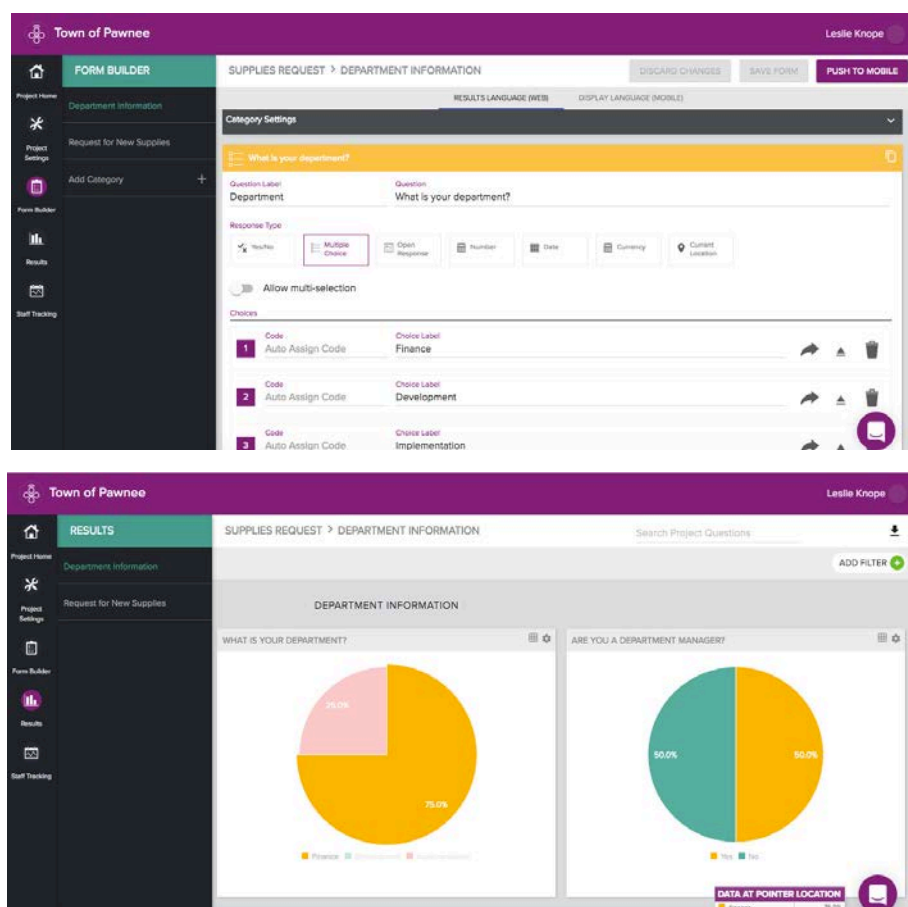 Town of Pawnee
Leslie Knope
FORM BUILDER
SUPPLIES REQUEST > DEPARTMENT INFORMATION
DISCARD CHANGES
SAVE FORM
PUSH TO MOBILE
Project Home
Department Information
RESULTS LANGUAGE (WEB)
DISPLAY LANGUAGE (MOBILE)
Category Settings
Project Settings
Request for New Supplies
What is your department?
Add Category +
Form Builder
Question Label
Question
Department
What is your department?
Response Type
Yes/No
Multiple Choice
Open Response
Number
Date
Currency
Current Location
Results
Allow multi-selection
Staff Tracking
Choices
Code
Choice Label
1
Auto Assign Code
Finance
Code
Choice Label
2
Auto Assign Code
Development
Code
Choice Label
3
Auto Assign Code
Implementation
Town of Pawnee
Leslie Knope
RESULTS
SUPPLIES REQUEST > DEPARTMENT INFORMATION
Search Project Questions
Project Home
Department Information
ADD FILTER
Project Settings
Request for New Supplies
DEPARTMENT INFORMATION
WHAT IS YOUR DEPARTMENT?
ARE YOU A DEPARTMENT MANAGER?
Form Builder
25.0%
75.0%
50.0%
50.0%
Results
Staff Tracking
Finance
Yes
No
DATA AT POINTER LOCATION